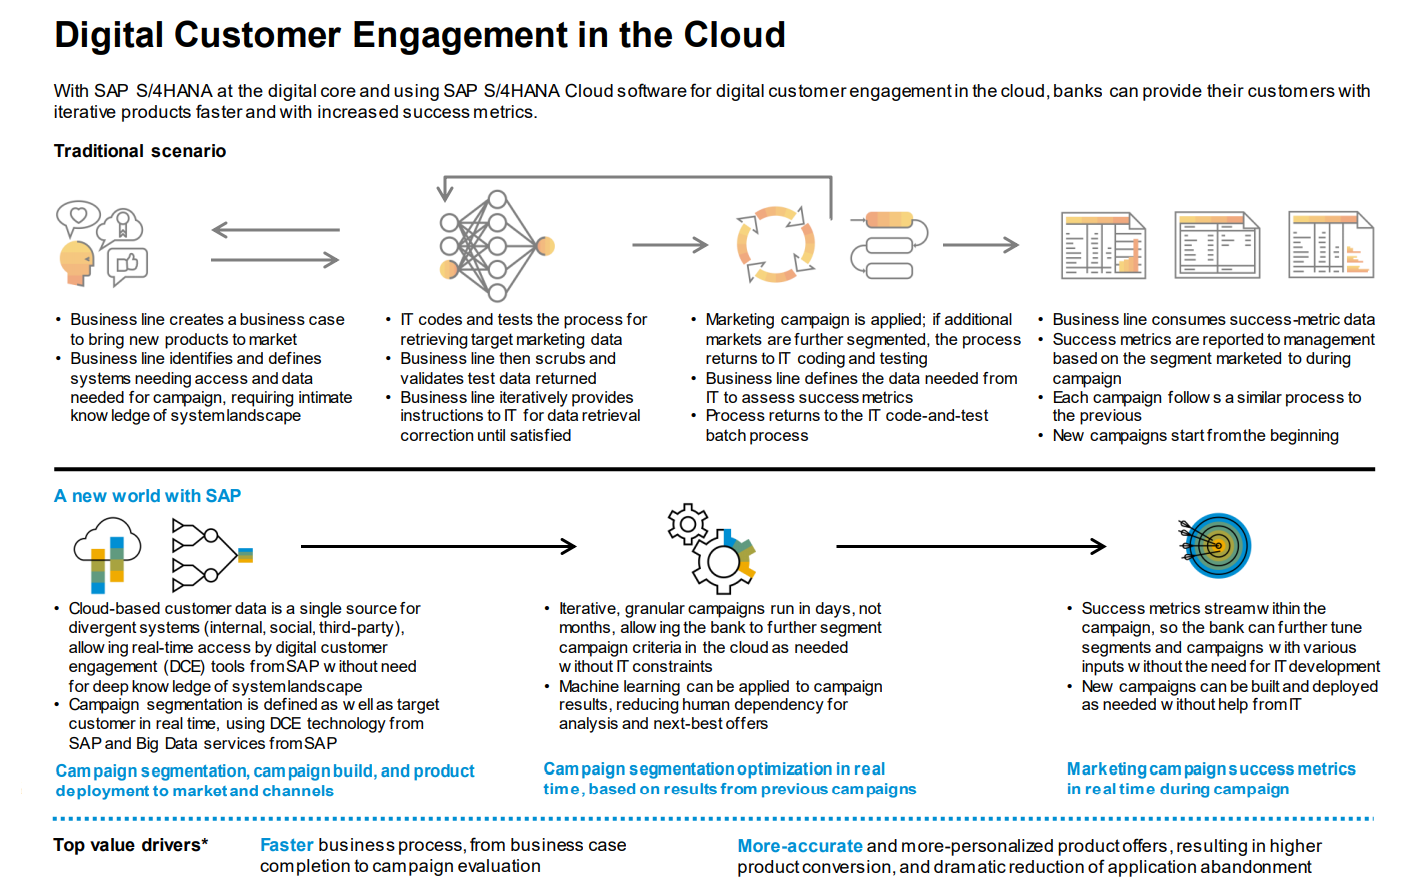 Digital Customer Engagement in the Cloud
With SAP S/4HANA at the digital core and using SAP S/4HANA Cloud software for digital customer engagement in the cloud, banks can provide their customers with
iterative products faster and with increased success metrics.
Traditional scenario
• Business line creates a business case
to bring new products to market
• Business line identifies and defines
systems needing access and data
needed for campaign, requiring intimate
knowledge of system landscape
• IT codes and tests the process for
retrieving target marketing data
• Business line then scrubs and
validates test data returned
• Business line iteratively provides
instructions to IT for data retrieval
correction until satisfied
• Marketing campaign is applied; if additional
markets are further segmented, the process
returns to IT coding and testing
• Business line defines the data needed from
IT to assess success metrics
• Process returns to the IT code-and-test
batch process
• Business line consumes success-metric data
• Success metrics are reported to management
based on the segment marketed to during
campaign
• Each campaign follows a similar process to
the previous
• New campaigns start from the beginning
A new world with SAP
• Cloud-based customer data is a single source for
divergent systems (internal, social, third-party),
allowing real-time access by digital customer
engagement (DCE) tools from SAP without need
for deep knowledge of system landscape
• Campaign segmentation is defined as well as target
customer in real time, using DCE technology from
SAP and Big Data services from SAP
Campaign segmentation, campaign build, and product
deployment to market and channels
• Iterative, granular campaigns run in days, not
months, allowing the bank to further segment
campaign criteria in the cloud as needed
without IT constraints
• Machine learning can be applied to campaign
results, reducing human dependency for
analysis and next-best offers
Campaign segmentation optimization in real
time, based on results from previous campaigns
• Success metrics stream within the
campaign, so the bank can further tune
segments and campaigns with various
inputs without the need for IT development
• New campaigns can be built and deployed
as needed without help from IT
Marketing campaign success metrics
in real time during campaign
Top value drivers*
Faster business process, from business case
completion to campaign evaluation
More-accurate and more-personalized product offers, resulting in higher
product conversion, and dramatic reduction of application abandonment